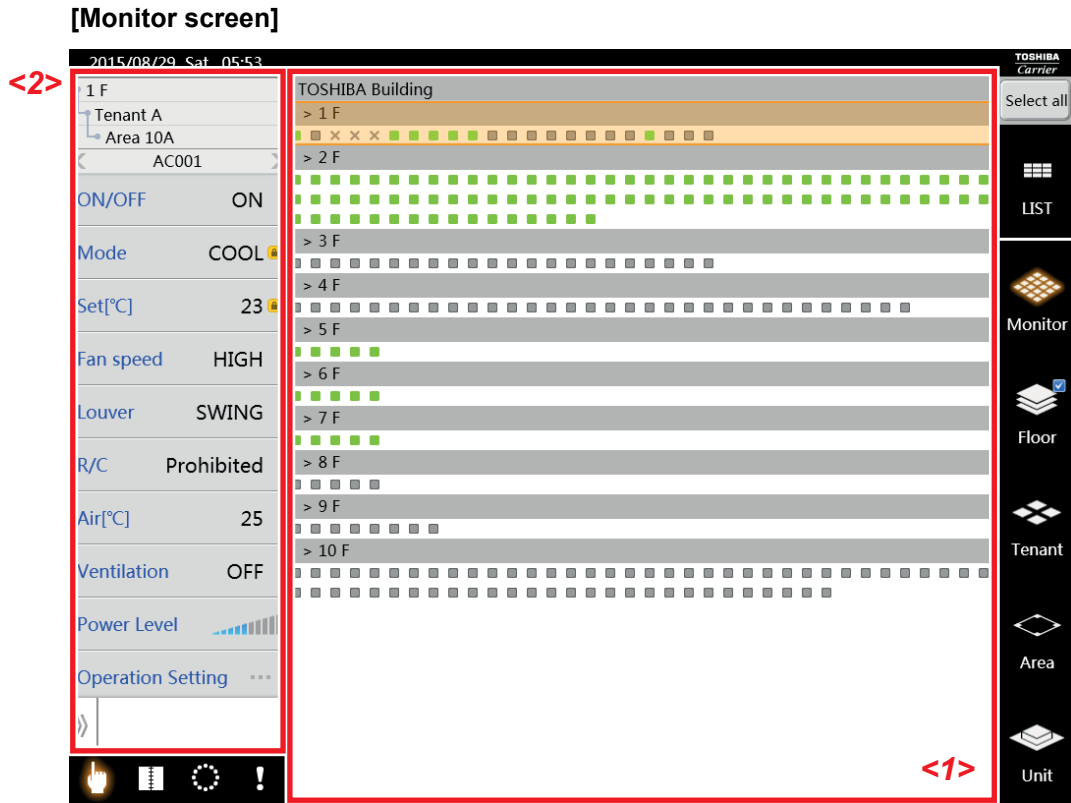 [Monitor screen]
2015/08/29 Sat 05:53
<2>
1 F
Tenant A
Area 10A
AC001
ON/OFF ON
Mode COOL
Set[°C] 23
Fan speed HIGH
Louver SWING
R/C Prohibited
Air[°C] 25
Ventilation OFF
Power Level
Operation Setting ...
TOSHIBA Building
> 1 F
> 2 F
> 3 F
> 4 F
> 5 F
> 6 F
> 7 F
> 8 F
> 9 F
> 10 F
<1>
TOSHIBA
Carrier
Select all
LIST
Monitor
Floor
Tenant
Area
Unit